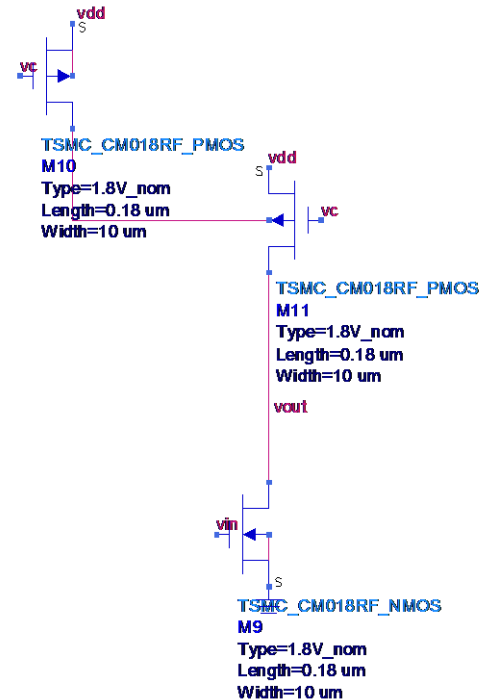 vdd
S
vc
TSMC_CM018RF_PMOS
M10
Type=1.8V_nom
Length=0.18 um
Width=10 um
vdd
S
vc
TSMC_CM018RF_PMOS
M11
Type=1.8V_nom
Length=0.18 um
Width=10 um
vout
vin
S
TSMC_CM018RF_NMOS
M9
Type=1.8V_nom
Length=0.18 um
Width=10 um